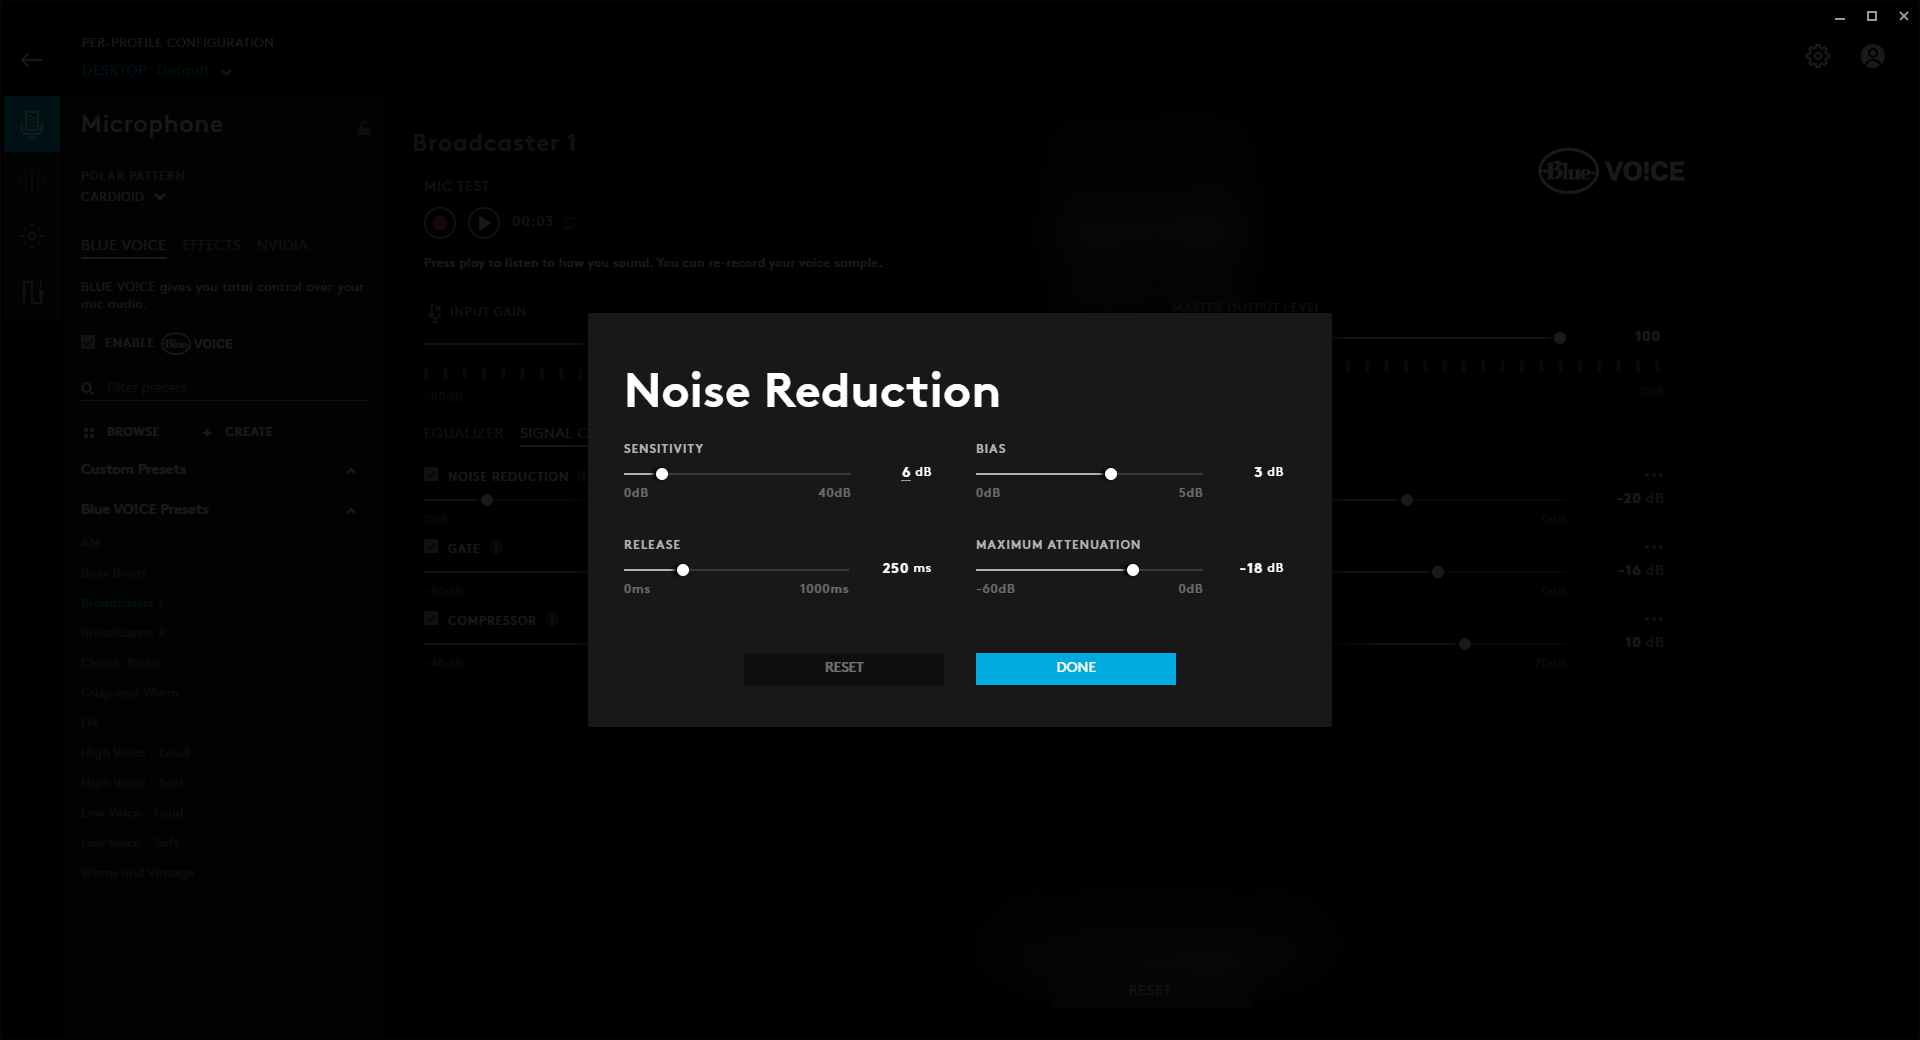 PER-PROFILE CONFIGURATION
DESKTOP: Default
Microphone
POLAR PATTERN
CARDIOID
BLUE VO!CE EFFECTS NVIDIA
BLUE VO!CE gives you total control over your
mic audio.
ENABLE Blue VO!CE
Filter presets
BROWSE + CREATE
Custom Presets
Blue VO!CE Presets
AM
Bass Boost
Broadcaster 1
Broadcaster 2
Classic Radio
Crisp and Warm
FM
High Voice - Loud
High Voice - Soft
Low Voice - Loud
Low Voice - Soft
Warm and Vintage
Broadcaster 1
Blue VO!CE
MIC TEST
00:03
Press play to listen to how you sound. You can re-record your voice sample.
INPUT GAIN
-80dB
MASTER OUTPUT LEVEL
100
0dB
EQUALIZER SIGNAL C
NOISE REDUCTION ?
0dB
-20 dB
0dB
GATE ?
-80dB
-16 dB
0dB
COMPRESSOR ?
-40dB
10 dB
20dB
Noise Reduction
SENSITIVITY
6 dB
0dB 40dB
BIAS
3 dB
0dB 5dB
RELEASE
250 ms
0ms 1000ms
MAXIMUM ATTENUATION
-18 dB
-60dB 0dB
RESET DONE
RESET